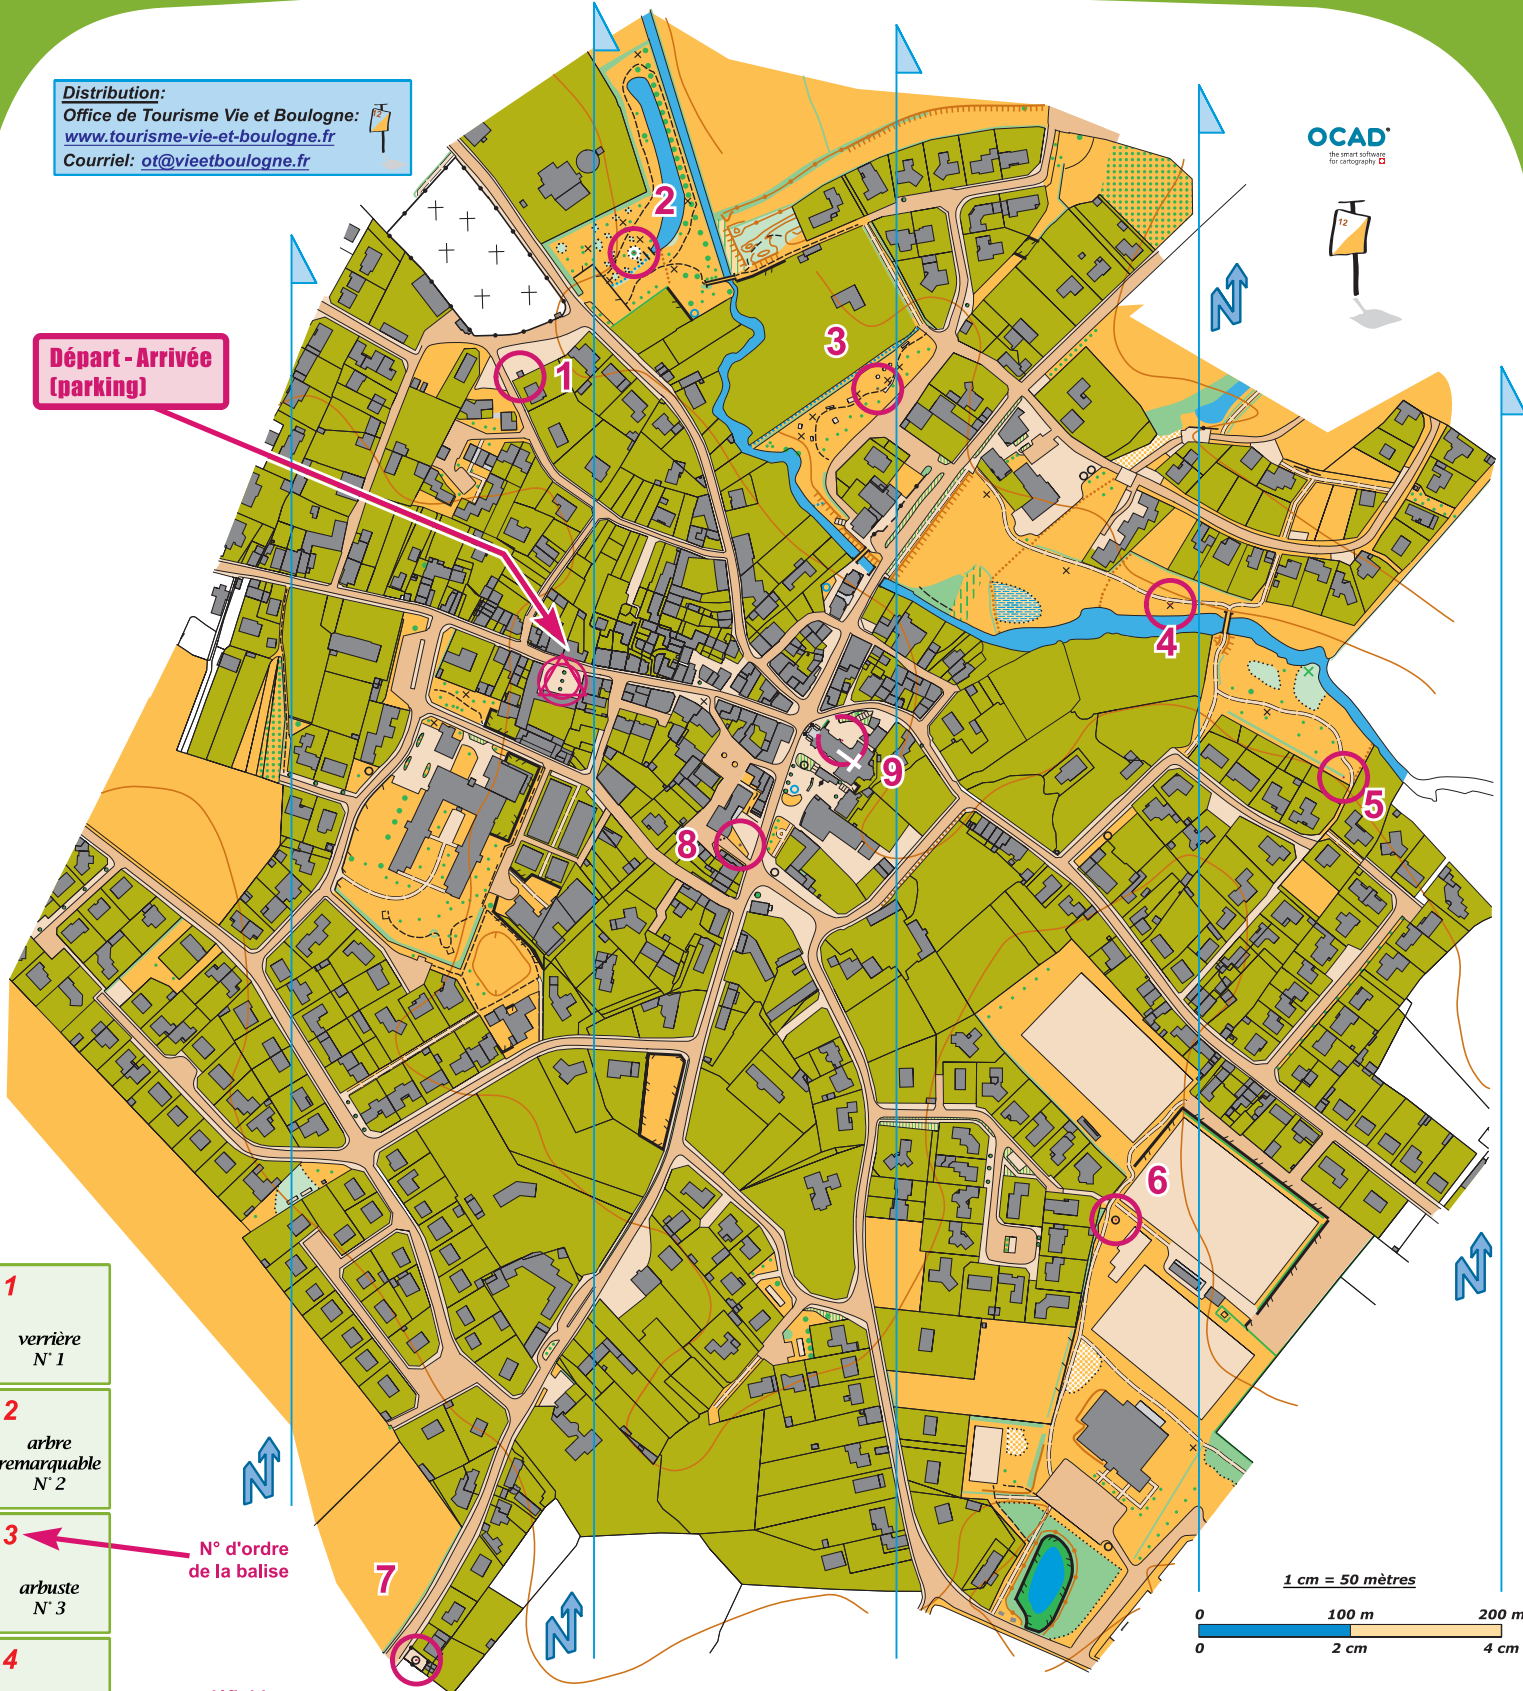 Distribution:
Office de Tourisme Vie et Boulogne:
www.tourisme-vie-et-boulogne.fr
Courriel: ot@vieetboulogne.fr
12
OCAD
the smart software
for cartography
12
N
Départ - Arrivée
(parking)
1
2
3
4
5
6
7
8
9
N
N
N
1
verrière
N° 1
2
arbre
remarquable
N° 2
3
arbuste
N° 3
4
N° d'ordre
de la balise
1 cm = 50 mètres
0 100 m 200 m
0 2 cm 4 cm